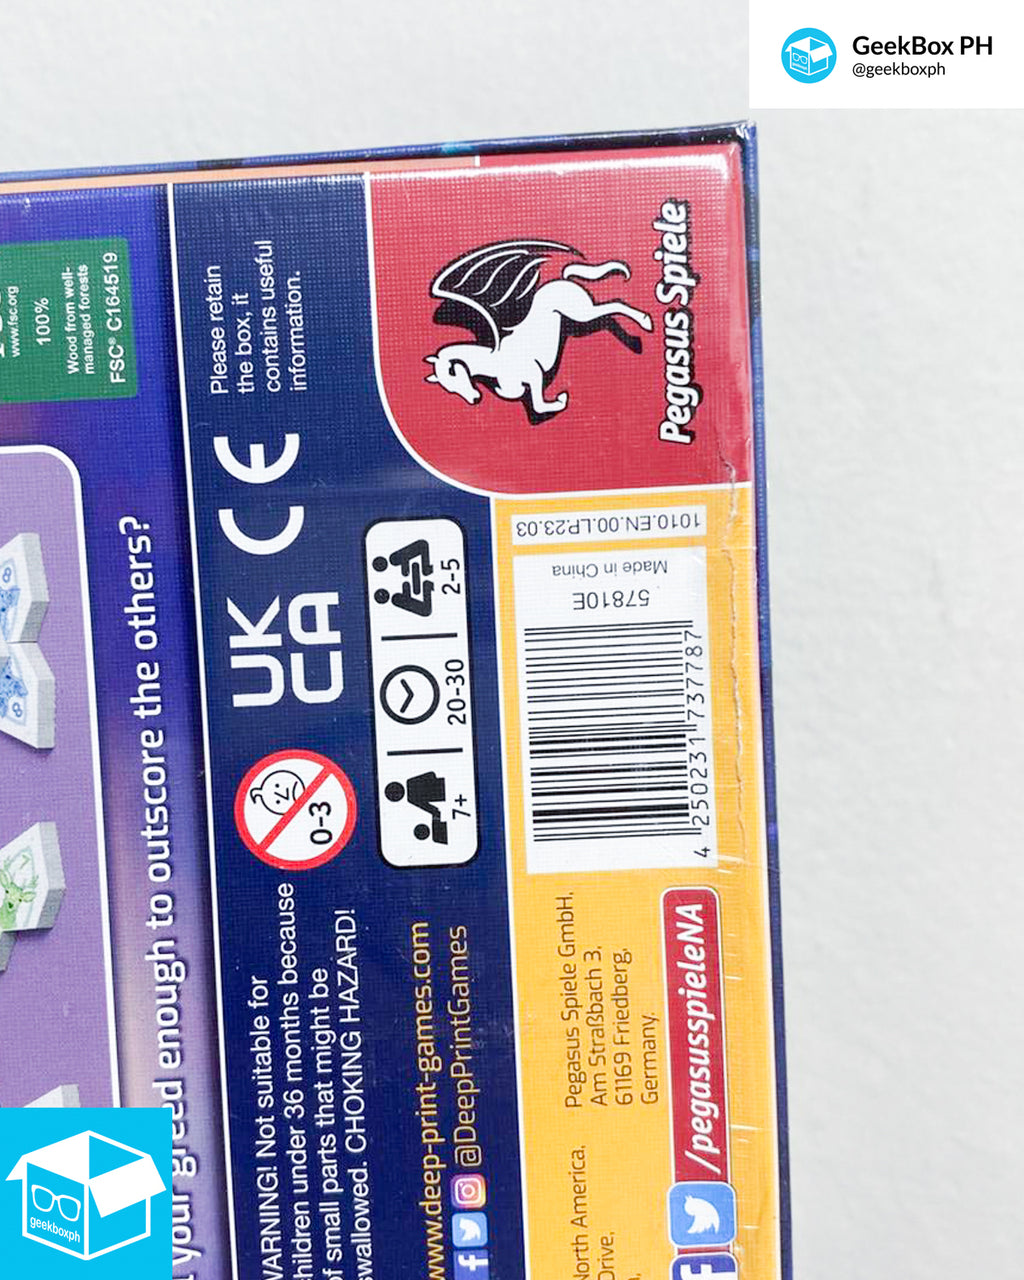 GeekBox PH
@geekboxph
www.fsc.org
100%
Wood from well-
managed forests
FSC® C164519
your greed enough to outscore the others?
Please retain
the box, it
contains useful
information.
CE
UK
CA
0-3
WARNING! Not suitable for
children under 36 months because
of small parts that might be
swallowed. CHOKING HAZARD!
7+
20-30
2-5
www.deep-print-games.com
@DeepPrintGames
Pegasus Spiele
1010.EN.00.LP.23.03
Made in China
57810E
4 250231 737787
Pegasus Spiele GmbH,
Am Straßbach 3,
61169 Friedberg,
Germany.
North America.
Drive,
/pegasusspieleNA
geekboxph